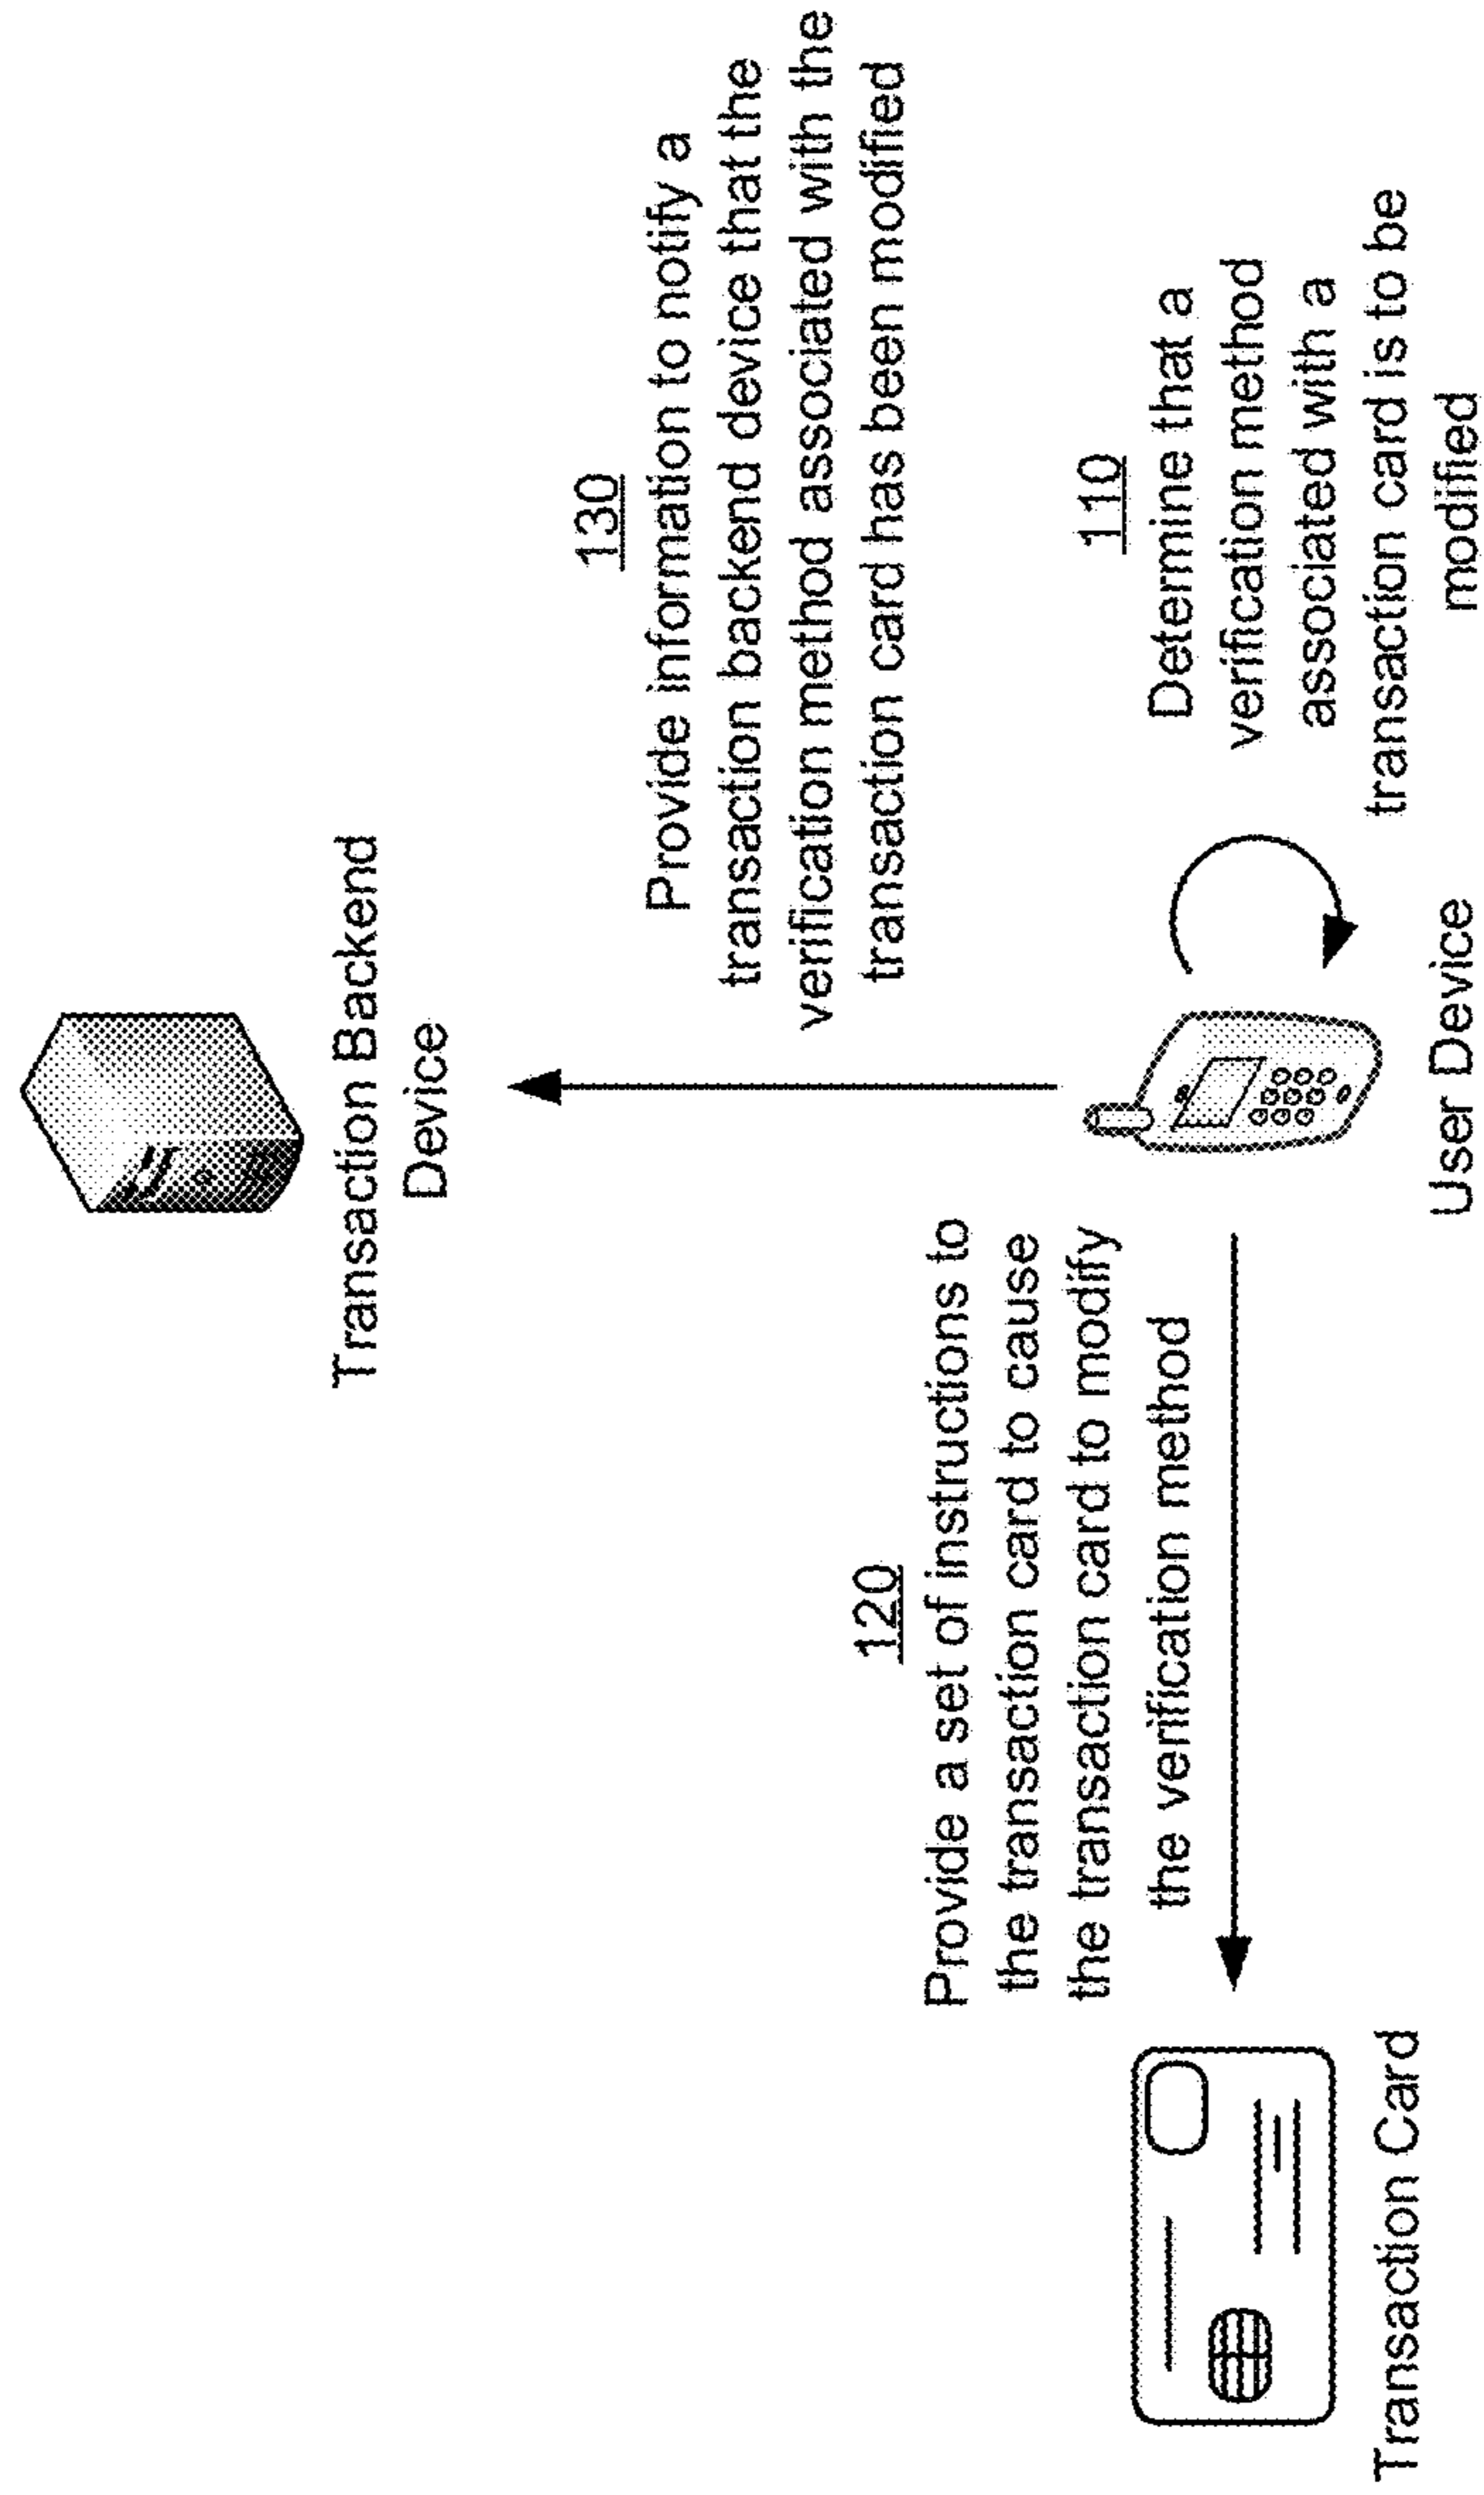 Transaction Backend
Device
130
Provide information to notify a
transaction backend device that the
verification method associated with the
transaction card has been modified
120
Provide a set of instructions to
the transaction card to cause
the transaction card to modify
the verification method
110
Determine that a
verification method
associated with a
transaction card is to be
modified
Transaction Card
User Device